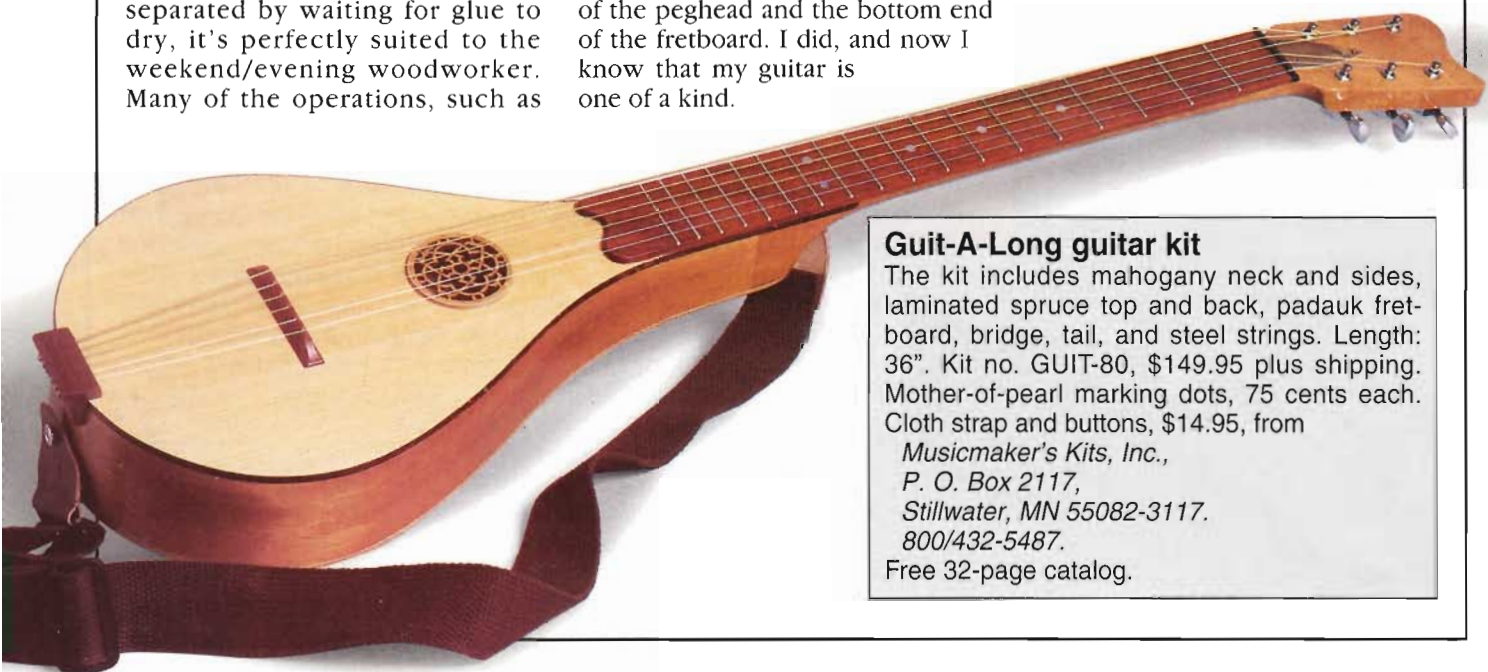 separated by waiting for glue to
dry, it's perfectly suited to the
weekend/evening woodworker.
Many of the operations, such as
of the peghead and the bottom end
of the fretboard. I did, and now I
know that my guitar is
one of a kind.
Guit-A-Long guitar kit
The kit includes mahogany neck and sides,
laminated spruce top and back, padauk fret-
board, bridge, tail, and steel strings. Length:
36”. Kit no. GUIT-80, $149.95 plus shipping.
Mother-of-pearl marking dots, 75 cents each.
Cloth strap and buttons, $14.95, from
Musicmaker's Kits, Inc.,
P. O. Box 2117,
Stillwater, MN 55082-3117.
800/432-5487.
Free 32-page catalog.